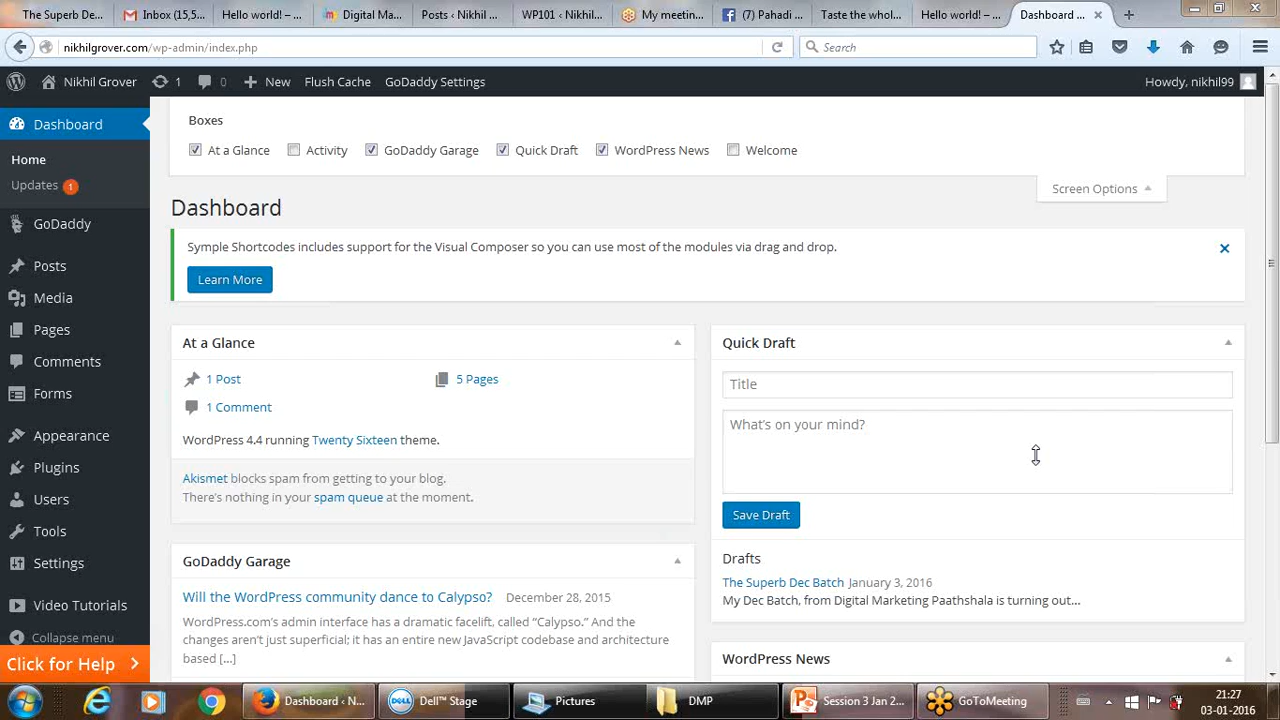 The Superb De...
Inbox (15,5...
Hello world! – ...
Digital Ma...
Posts ‹ Nikhil ...
WP101 ‹ Nikhil...
My meetin...
(7) Pahadi ...
Taste the whol...
Hello world! – ...
Dashboard ...
nikhilgrover.com/wp-admin/index.php
Search
Nikhil Grover
1
0
New
Flush Cache
GoDaddy Settings
Howdy, nikhil99
Dashboard
Home
Updates 1
GoDaddy
Posts
Media
Pages
Comments
Forms
Appearance
Plugins
Users
Tools
Settings
Video Tutorials
Collapse menu
Click for Help
Boxes
At a Glance
Activity
GoDaddy Garage
Quick Draft
WordPress News
Welcome
Screen Options
Dashboard
Symple Shortcodes includes support for the Visual Composer so you can use most of the modules via drag and drop.
Learn More
At a Glance
1 Post
5 Pages
1 Comment
WordPress 4.4 running Twenty Sixteen theme.
Akismet blocks spam from getting to your blog.
There's nothing in your spam queue at the moment.
GoDaddy Garage
Will the WordPress community dance to Calypso? December 28, 2015
WordPress.com's admin interface has a dramatic facelift, called “Calypso.” And the
changes aren't just superficial; it has an entire new JavaScript codebase and architecture
based [...]
Quick Draft
Title
What's on your mind?
Save Draft
Drafts
The Superb Dec Batch January 3, 2016
My Dec Batch, from Digital Marketing Paathshala is turning out...
WordPress News
Dashboard ‹ N...
DELL
Dell™ Stage
Pictures
DMP
Session 3 Jan 2...
GoToMeeting
21:27
03-01-2016